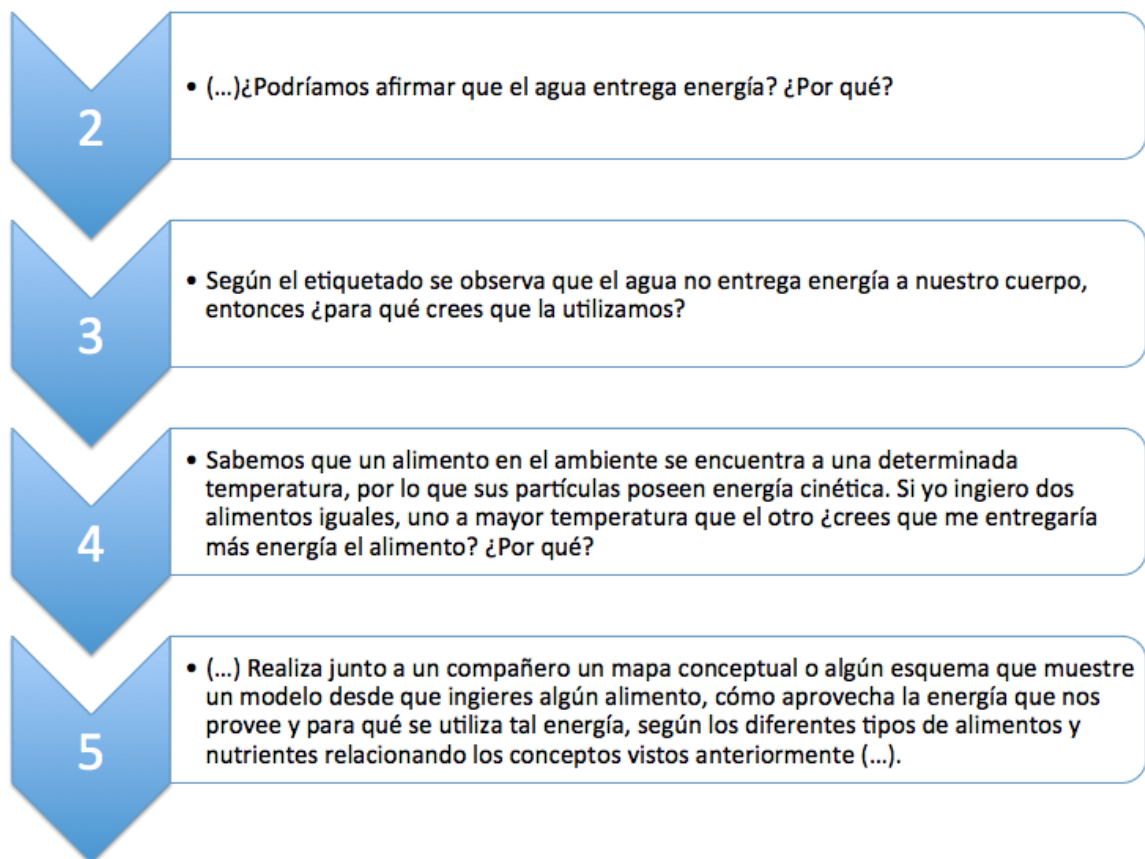 2
• (...)¿Podríamos afirmar que el agua entrega energía? ¿Por qué?
3
• Según el etiquetado se observa que el agua no entrega energía a nuestro cuerpo,
entonces ¿para qué crees que la utilizamos?
4
• Sabemos que un alimento en el ambiente se encuentra a una determinada
temperatura, por lo que sus partículas poseen energía cinética. Si yo ingiero dos
alimentos iguales, uno a mayor temperatura que el otro ¿crees que me entregaría
más energía el alimento? ¿Por qué?
5
• (...) Realiza junto a un compañero un mapa conceptual o algún esquema que muestre
un modelo desde que ingieres algún alimento, cómo aprovecha la energía que nos
provee y para qué se utiliza tal energía, según los diferentes tipos de alimentos y
nutrientes relacionando los conceptos vistos anteriormente (...).